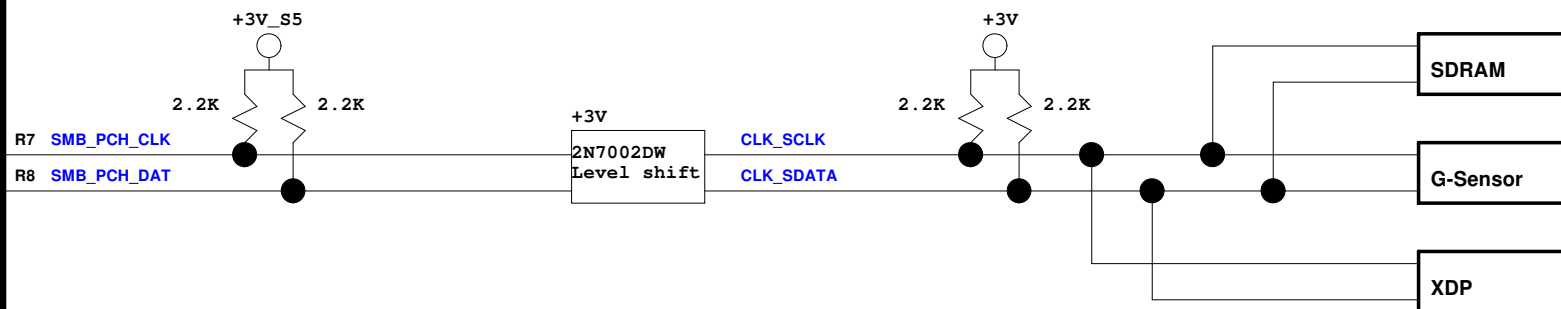 +3V_S5
+3V
SDRAM
2.2K
2.2K
2.2K
2.2K
+3V
R7 SMB_PCH_CLK
2N7002DW
Level shift
CLK_SCLK
R8 SMB_PCH_DAT
CLK_SDATA
G-Sensor
XDP